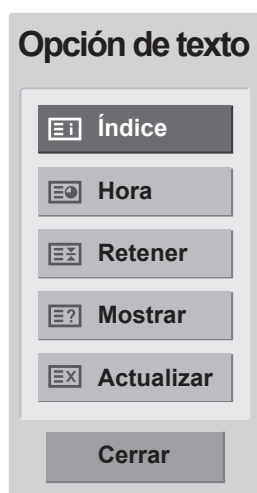 Opción de texto
Índice
Hora
Retener
Mostrar
Actualizar
Cerrar